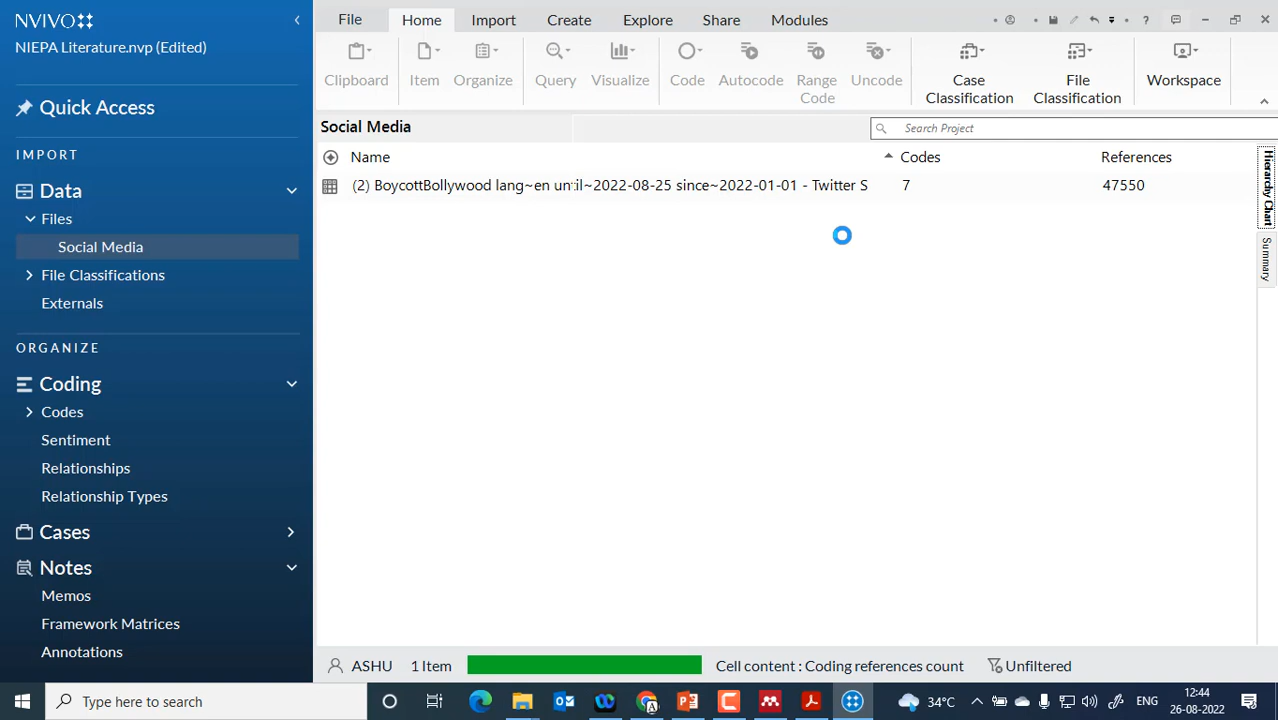 NVIVO
NIEPA Literature.nvp (Edited)
File Home Import Create Explore Share Modules
Clipboard Item Organize Query Visualize Code Autocode Range Code Uncode Case Classification File Classification Workspace
Quick Access
IMPORT
Data
Files
Social Media
File Classifications
Externals
ORGANIZE
Coding
Codes
Sentiment
Relationships
Relationship Types
Cases
Notes
Memos
Framework Matrices
Annotations
Social Media
Search Project
Name Codes References
(2) BoycottBollywood lang~en until~2022-08-25 since~2022-01-01 - Twitter S 7 47550
Hierarchy Chart
Summary
ASHU 1 Item Cell content : Coding references count Unfiltered
Type here to search
34°C ENG 12:44
26-08-2022